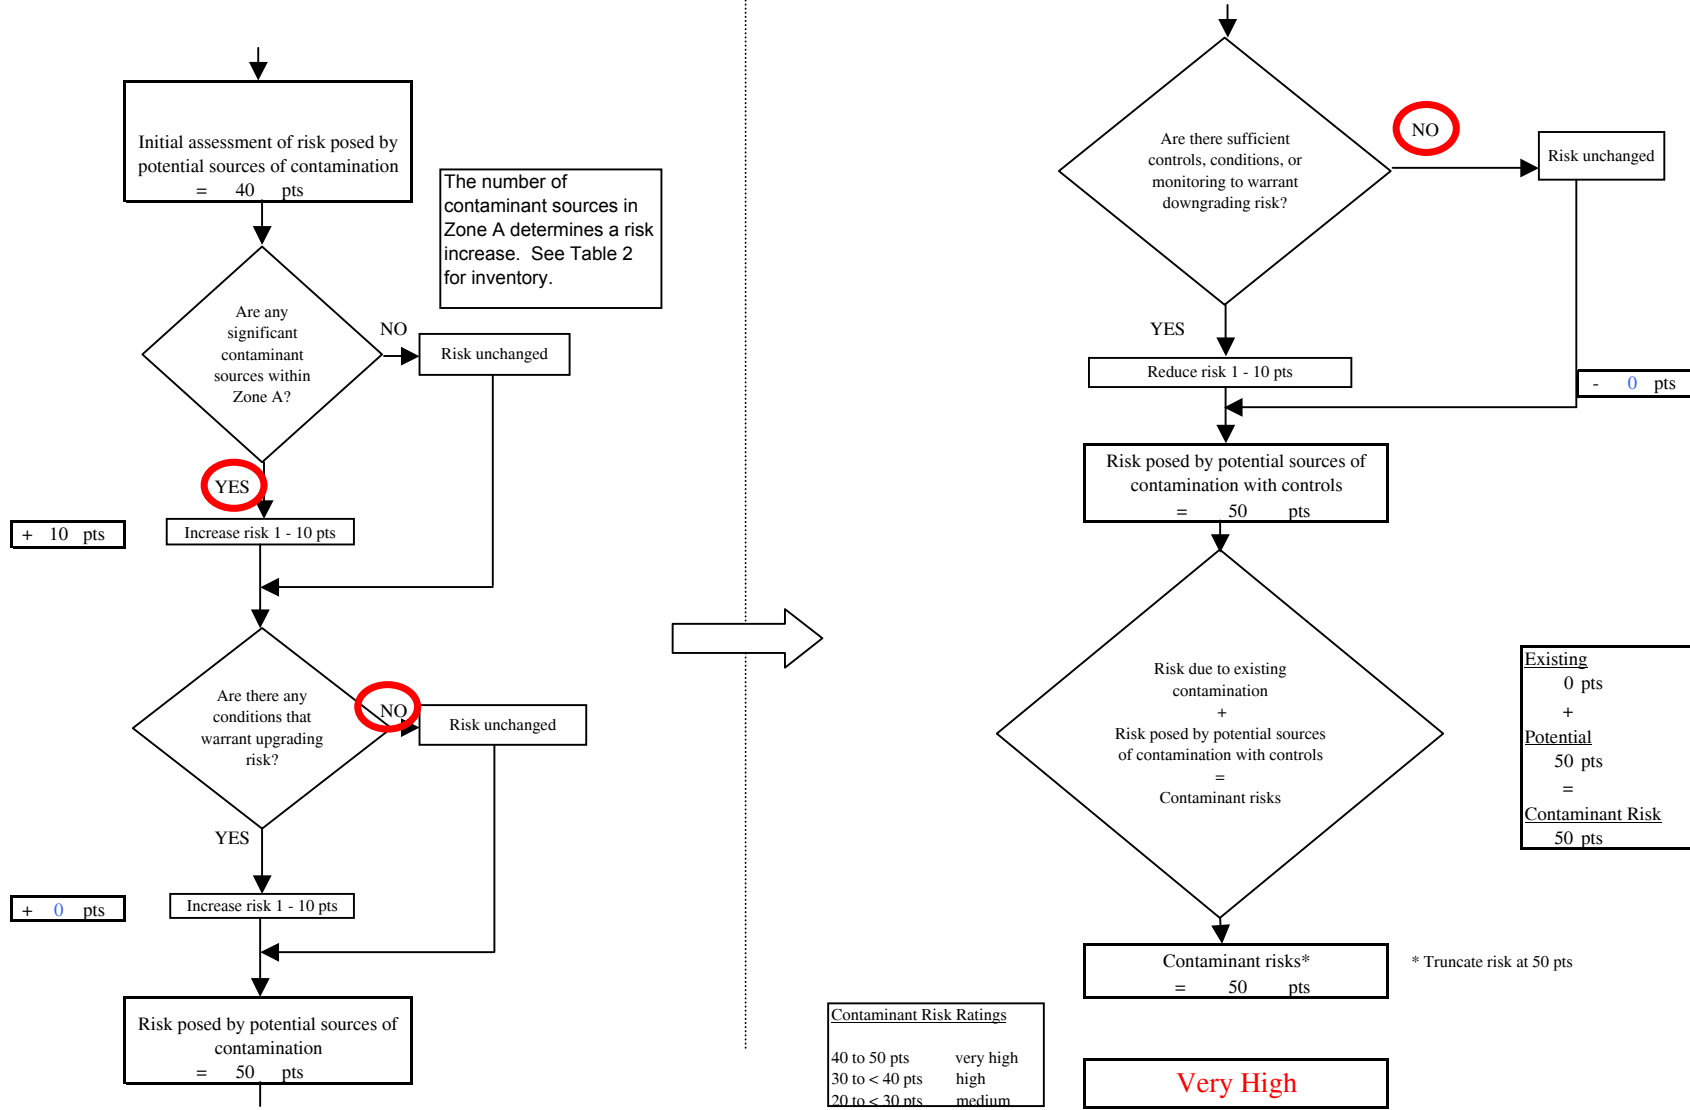 Initial assessment of risk posed by
potential sources of contamination
= 40 pts
The number of
contaminant sources in
Zone A determines a risk
increase. See Table 2
for inventory.
Are any
significant
contaminant
sources within
Zone A?
NO
Risk unchanged
YES
+ 10 pts
Increase risk 1 - 10 pts
Are there any
conditions that
warrant upgrading
risk?
NO
Risk unchanged
YES
+ 0 pts
Increase risk 1 - 10 pts
Risk posed by potential sources of
contamination
= 50 pts
Are there sufficient
controls, conditions, or
monitoring to warrant
downgrading risk?
NO
Risk unchanged
YES
Reduce risk 1 - 10 pts
- 0 pts
Risk posed by potential sources of
contamination with controls
= 50 pts
Risk due to existing
contamination
+
Risk posed by potential sources
of contamination with controls
=
Contaminant risks
Existing
0 pts
+
Potential
50 pts
=
Contaminant Risk
50 pts
Contaminant risks*
= 50 pts
* Truncate risk at 50 pts
Contaminant Risk Ratings
40 to 50 pts very high
30 to < 40 pts high
20 to < 30 pts medium
Very High